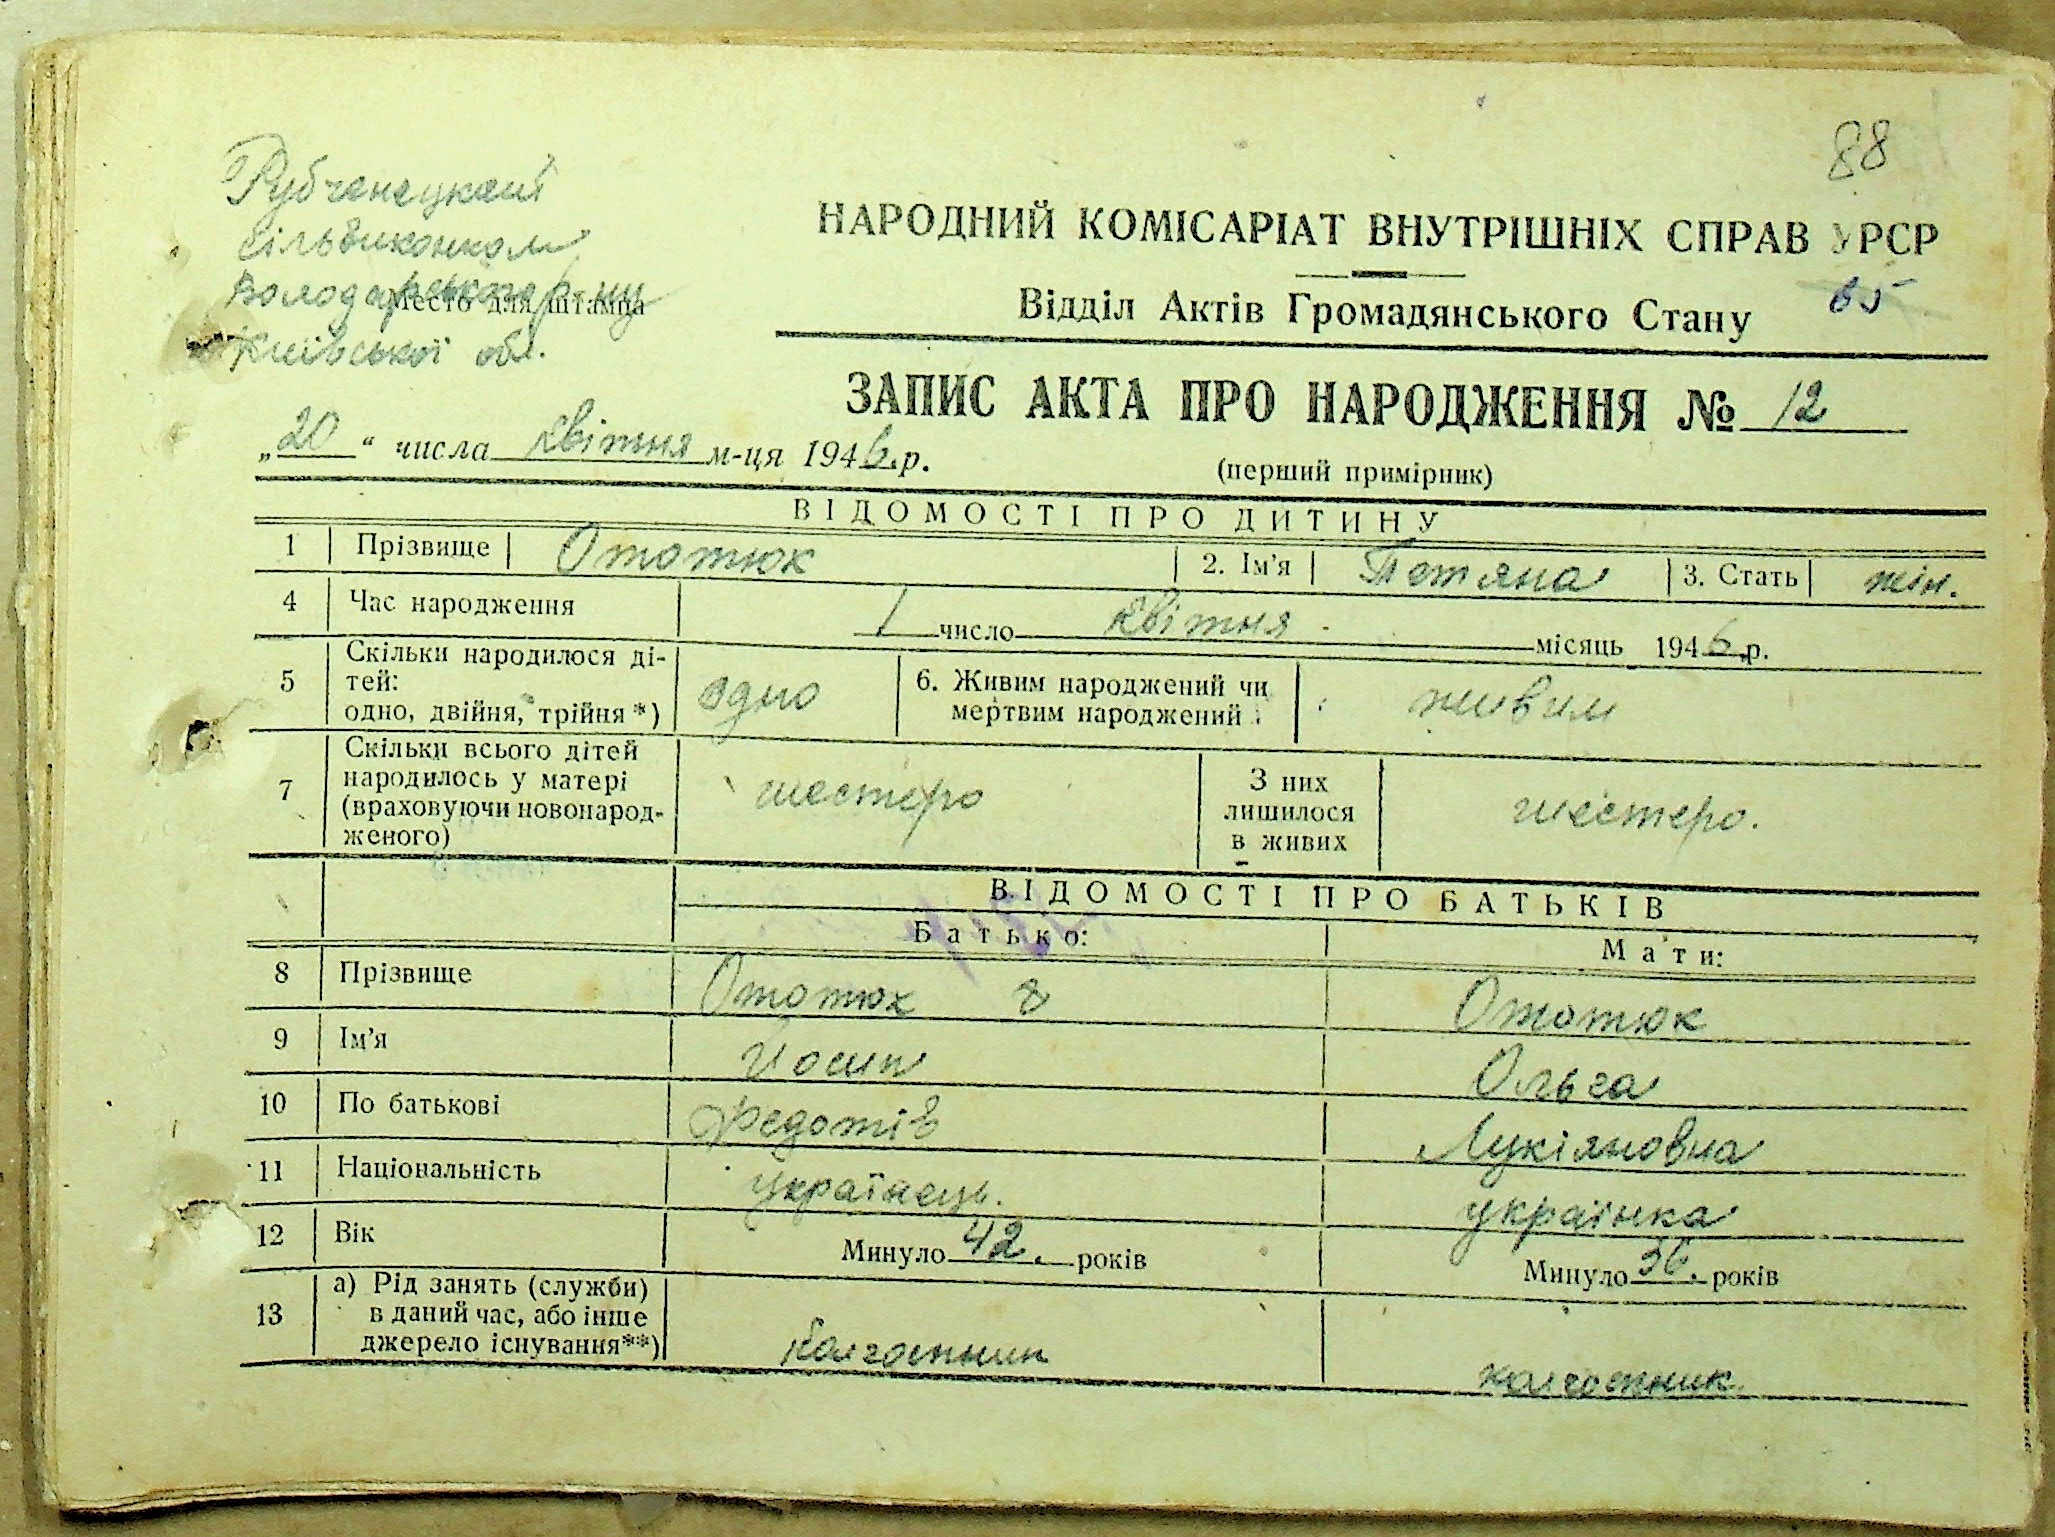 88
Рубченецький
сільвиконком
Володарського р-ну
место для штампа
Київської обл.
НАРОДНИЙ КОМІСАРІАТ ВНУТРІШНІХ СПРАВ УРСР
Відділ Актів Громадянського Стану
85
ЗАПИС АКТА ПРО НАРОДЖЕННЯ № 12
„20“ числа квітня м-ця 1946.р.
(перший примірник)
ВІДОМОСТІ ПРО ДИТИНУ
1 Прізвище Ототюк 2. Ім'я Тетяна 3. Стать жін.
4 Час народження 1 число квітня місяць 1946.р.
5 Скільки народилося ді-
тей:
одно, двійня, трійня*) одно 6. Живим народжений чи
мертвим народжений живим
7 Скільки всього дітей
народилось у матері
(враховуючи новонарод-
женого) шестеро З них
лишилося
в живих шестеро.
ВІДОМОСТІ ПРО БАТЬКІВ
Батько: Мати:
8 Прізвище Ототюк Ототюк
9 Ім'я Йосип Ольга
10 По батькові Федотів Лукіяновна
11 Національність українець. українка
12 Вік Минуло 42. років Минуло 36. років
13 а) Рід занять (служби)
в даний час, або інше
джерело існування**) Колгоспник колгоспник.